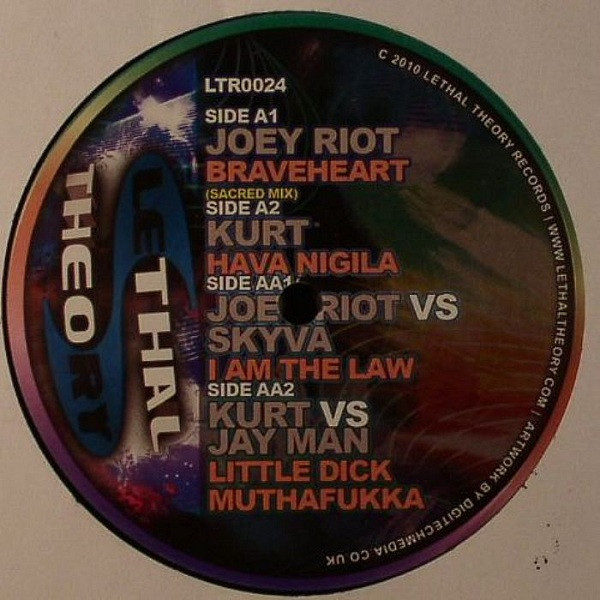 LTR0024
SIDE A1
JOEY RIOT
BRAVEHEART
(SACRED MIX)
SIDE A2
KURT
HAVA NIGILA
SIDE AA1
JOEY RIOT VS
SKYVA
I AM THE LAW
SIDE AA2
KURT VS
JAY MAN
LITTLE DICK
MUTHAFUKKA
LETHAL
THEORY
C 2010 LETHAL THEORY RECORDS | WWW.LETHALTHEORY.COM | ARTWORK BY DIGITECHMEDIA.CO.UK